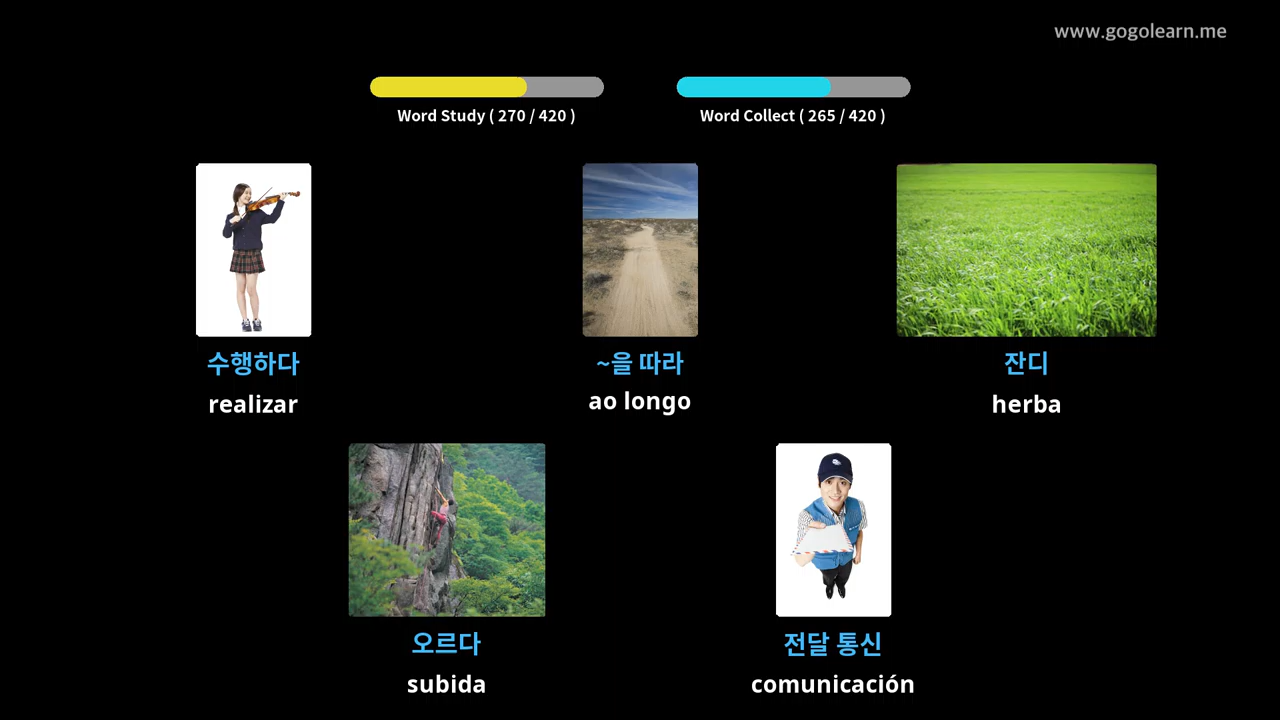 www.gogolearn.me
Word Study ( 270 / 420 )
Word Collect ( 265 / 420 )
수행하다
realizar
~을 따라
ao longo
잔디
herba
오르다
subida
전달 통신
comunicación